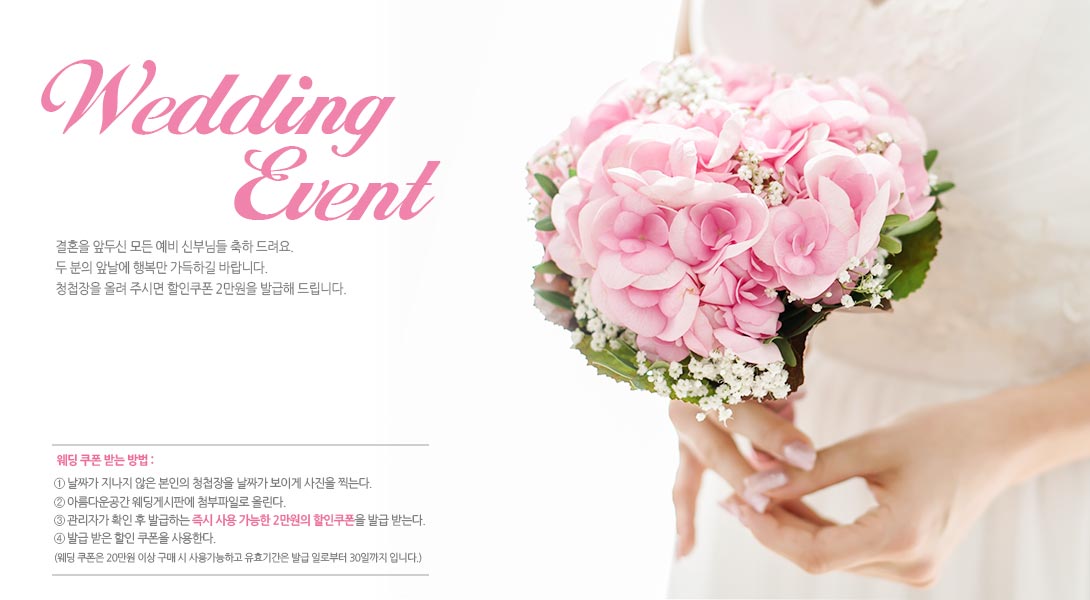 Wedding
Event
결혼을 앞두신 모든 예비 신부님들 축하 드려요.
두 분의 앞날에 행복만 가득하길 바랍니다.
청첩장을 올려 주시면 할인쿠폰 2만원을 발급해 드립니다.
웨딩 쿠폰 받는 방법 :
① 날짜가 지나지 않은 본인의 청첩장을 날짜가 보이게 사진을 찍는다.
② 아름다운공간 웨딩게시판에 첨부파일로 올린다.
③ 관리자가 확인 후 발급하는 즉시 사용 가능한 2만원의 할인쿠폰을 발급 받는다.
④ 발급 받은 할인 쿠폰을 사용한다.
(웨딩 쿠폰은 20만원 이상 구매 시 사용가능하고 유효기간은 발급 일로부터 30일까지 입니다.)